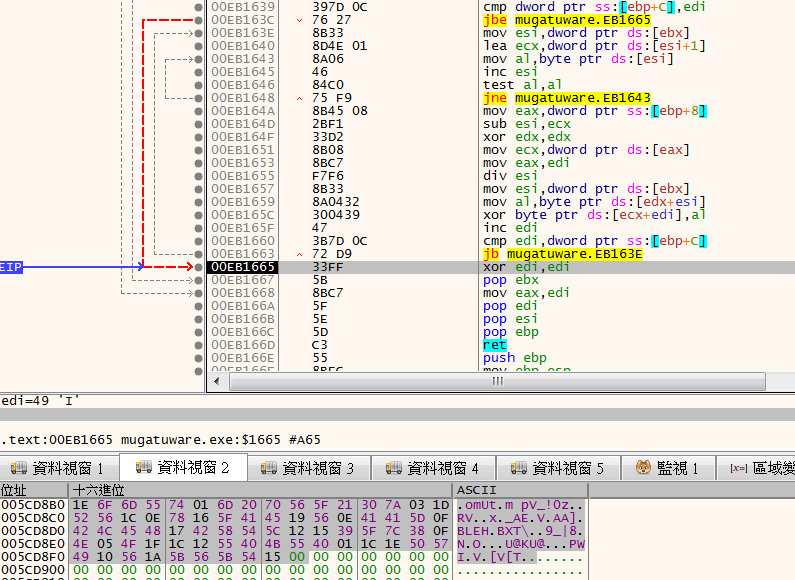 00EB1639 397D 0C cmp dword ptr ss:[ebp+C],edi
00EB163C 76 27 jbe mugatuware.EB1665
00EB163E 8B33 mov esi,dword ptr ds:[ebx]
00EB1640 8D4E 01 lea ecx,dword ptr ds:[esi+1]
00EB1643 8A06 mov al,byte ptr ds:[esi]
00EB1645 46 inc esi
00EB1646 84C0 test al,al
00EB1648 75 F9 jne mugatuware.EB1643
00EB164A 8B45 08 mov eax,dword ptr ss:[ebp+8]
00EB164D 2BF1 sub esi,ecx
00EB164F 33D2 xor edx,edx
00EB1651 8B08 mov ecx,dword ptr ds:[eax]
00EB1653 8BC7 mov eax,edi
00EB1655 F7F6 div esi
00EB1657 8B33 mov esi,dword ptr ds:[ebx]
00EB1659 8A0432 mov al,byte ptr ds:[edx+esi]
00EB165C 300439 xor byte ptr ds:[ecx+edi],al
00EB165F 47 inc edi
00EB1660 3B7D 0C cmp edi,dword ptr ss:[ebp+C]
00EB1663 72 D9 jb mugatuware.EB163E
EIP 00EB1665 33FF xor edi,edi
00EB1667 5B pop ebx
00EB1668 8BC7 mov eax,edi
00EB166A 5F pop edi
00EB166B 5E pop esi
00EB166C 5D pop ebp
00EB166D C3 ret
00EB166E 55 push ebp
edi=49 'I'
.text:00EB1665 mugatuware.exe:$1665 #A65
資料視窗 1 資料視窗 2 資料視窗 3 資料視窗 4 資料視窗 5 監視 1 [x=] 區域變
位址 十六進位 ASCII
005CD8B0 1E 6F 6D 55 74 01 6D 20 70 56 5F 21 30 7A 03 1D .omUt.m pV_!0z..
005CD8C0 52 56 1C 0E 78 16 5F 41 45 19 56 0E 41 41 5D 0F RV..x._AE.V.AA].
005CD8D0 42 4C 45 48 17 42 58 54 5C 12 15 39 5F 7C 38 0F BLEH.BXT\..9_|8.
005CD8E0 4E 05 4F 1F 1C 12 55 40 4B 55 40 01 1C 1E 50 57 N.O...U@KU@...PW
005CD8F0 49 10 56 1A 5B 56 5B 54 15 00 00 00 00 00 00 00 I.V.[V[T........
005CD900 00 00 00 00 00 00 00 00 00 00 00 00 00 00 00 00 ................